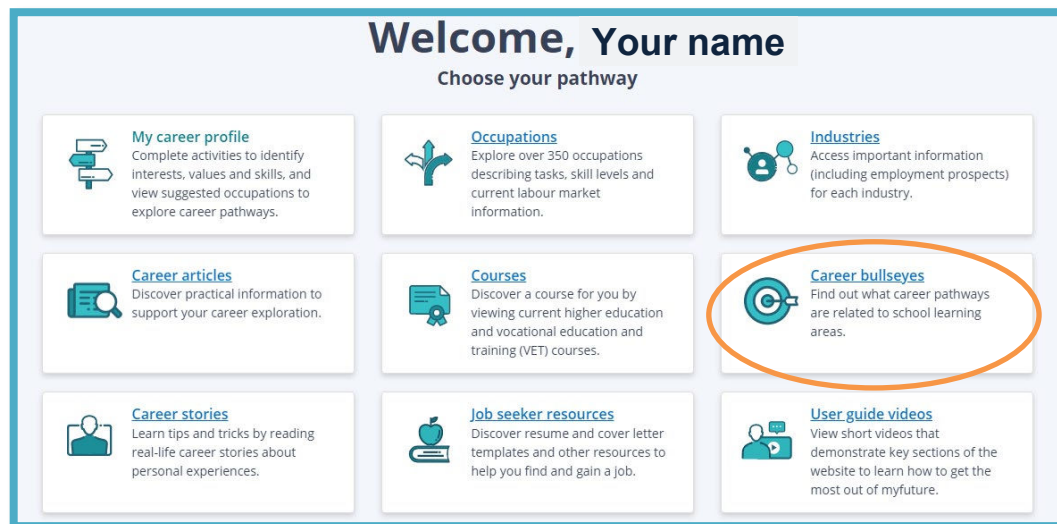 Welcome, Your name
Choose your pathway
My career profile
Complete activities to identify
interests, values and skills, and
view suggested occupations to
explore career pathways.
Occupations
Explore over 350 occupations
describing tasks, skill levels and
current labour market
information.
Industries
Access important information
(including employment prospects)
for each industry.
Career articles
Discover practical information to
support your career exploration.
Courses
Discover a course for you by
viewing current higher education
and vocational education and
training (VET) courses.
Career bullseyes
Find out what career pathways
are related to school learning
areas.
Career stories
Learn tips and tricks by reading
real-life career stories about
personal experiences.
Job seeker resources
Discover resume and cover letter
templates and other resources to
help you find and gain a job.
User guide videos
View short videos that
demonstrate key sections of the
website to learn how to get the
most out of myfuture.